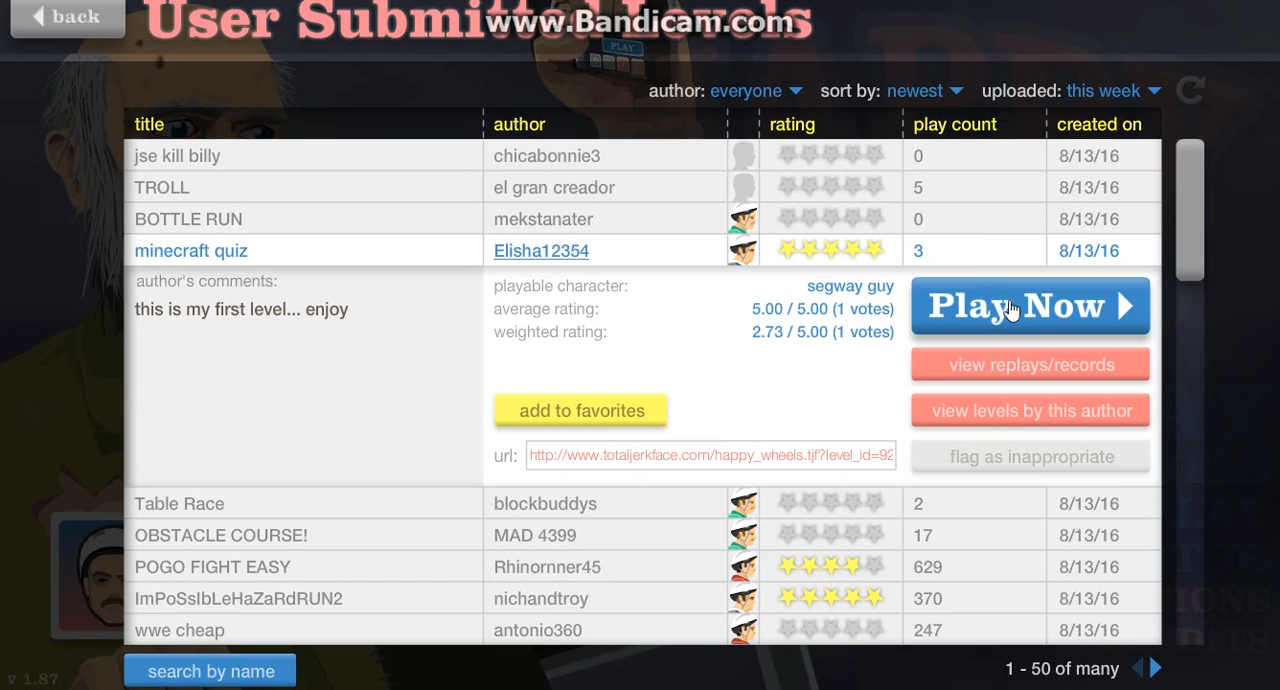 back
User Submitted Levels
www.Bandicam.com
PLAY
author: everyone sort by: newest uploaded: this week
title author rating play count created on
jse kill billy chicabonnie3 0 8/13/16
TROLL el gran creador 5 8/13/16
BOTTLE RUN mekstanater 0 8/13/16
minecraft quiz Elisha12354 3 8/13/16
author's comments:
this is my first level... enjoy
playable character: segway guy
average rating: 5.00 / 5.00 (1 votes)
weighted rating: 2.73 / 5.00 (1 votes)
Play Now
view replays/records
add to favorites
view levels by this author
url: http://www.totaljerkface.com/happy_wheels.tjf?level_id=92
flag as inappropriate
Table Race blockbuddys 2 8/13/16
OBSTACLE COURSE! MAD 4399 17 8/13/16
POGO FIGHT EASY Rhinornner45 629 8/13/16
ImPoSsIbLeHaZaRdRUN2 nichandtroy 370 8/13/16
wwe cheap antonio360 247 8/13/16
search by name
1 - 50 of many
v 1.87